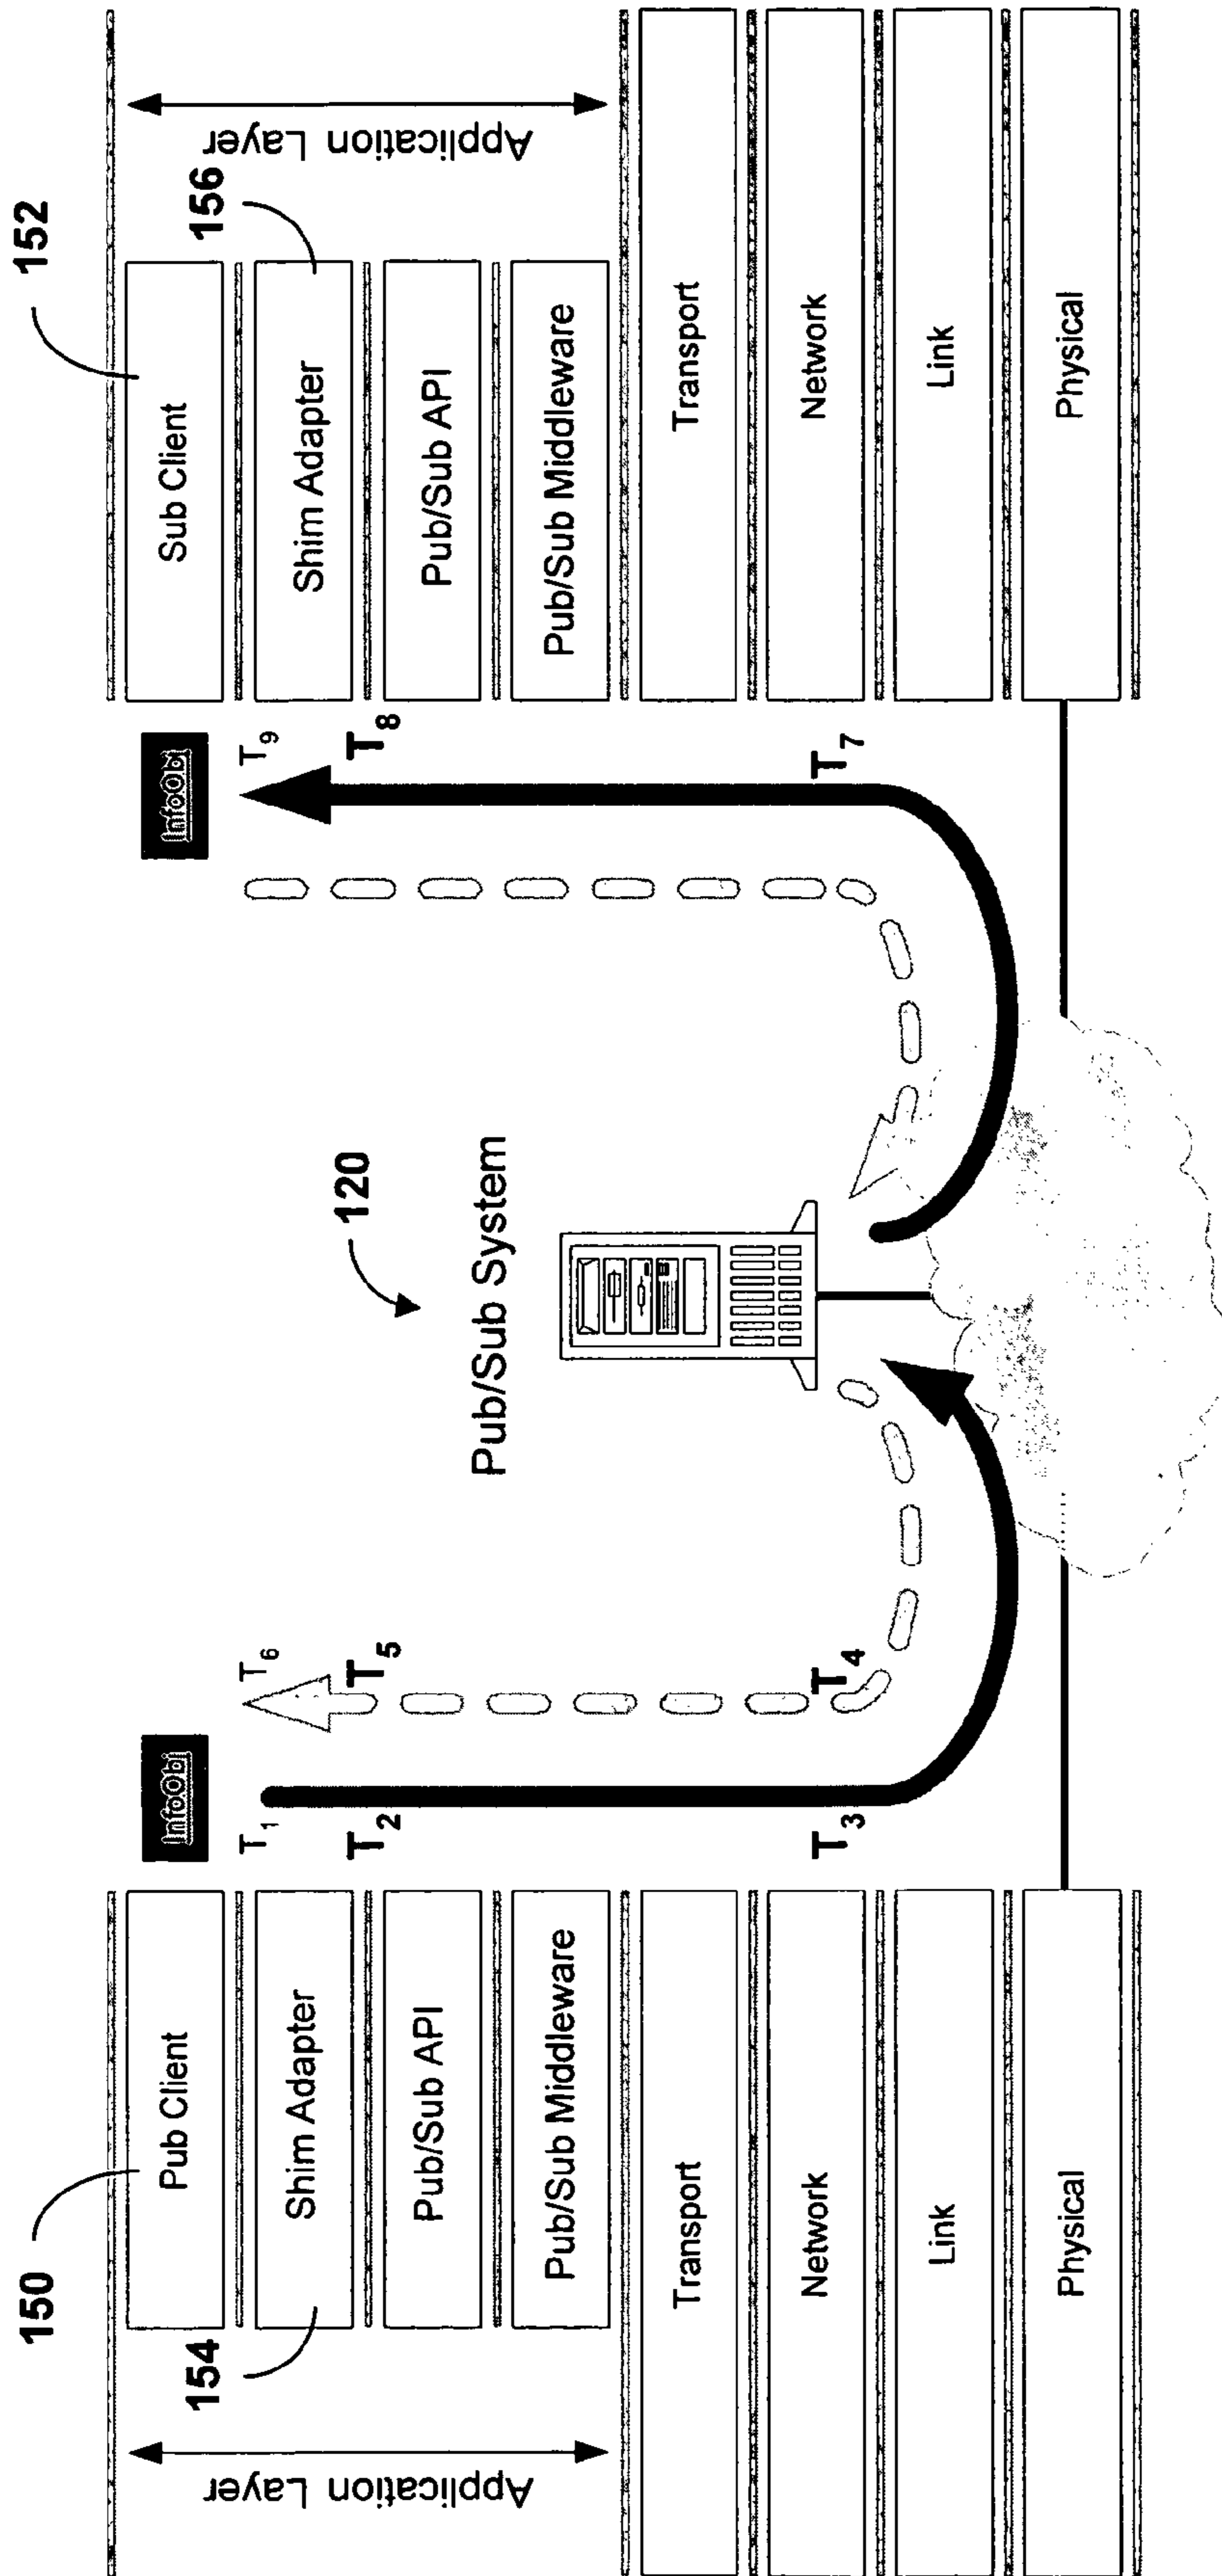 150
Pub Client
154
Shim Adapter
Pub/Sub API
Pub/Sub Middleware
Application Layer
Transport
Network
Link
Physical
InfoObj
T1
T2
T3
T6
T5
T4
120
Pub/Sub System
InfoObj
T9
T8
T7
152
Sub Client
156
Shim Adapter
Pub/Sub API
Pub/Sub Middleware
Application Layer
Transport
Network
Link
Physical